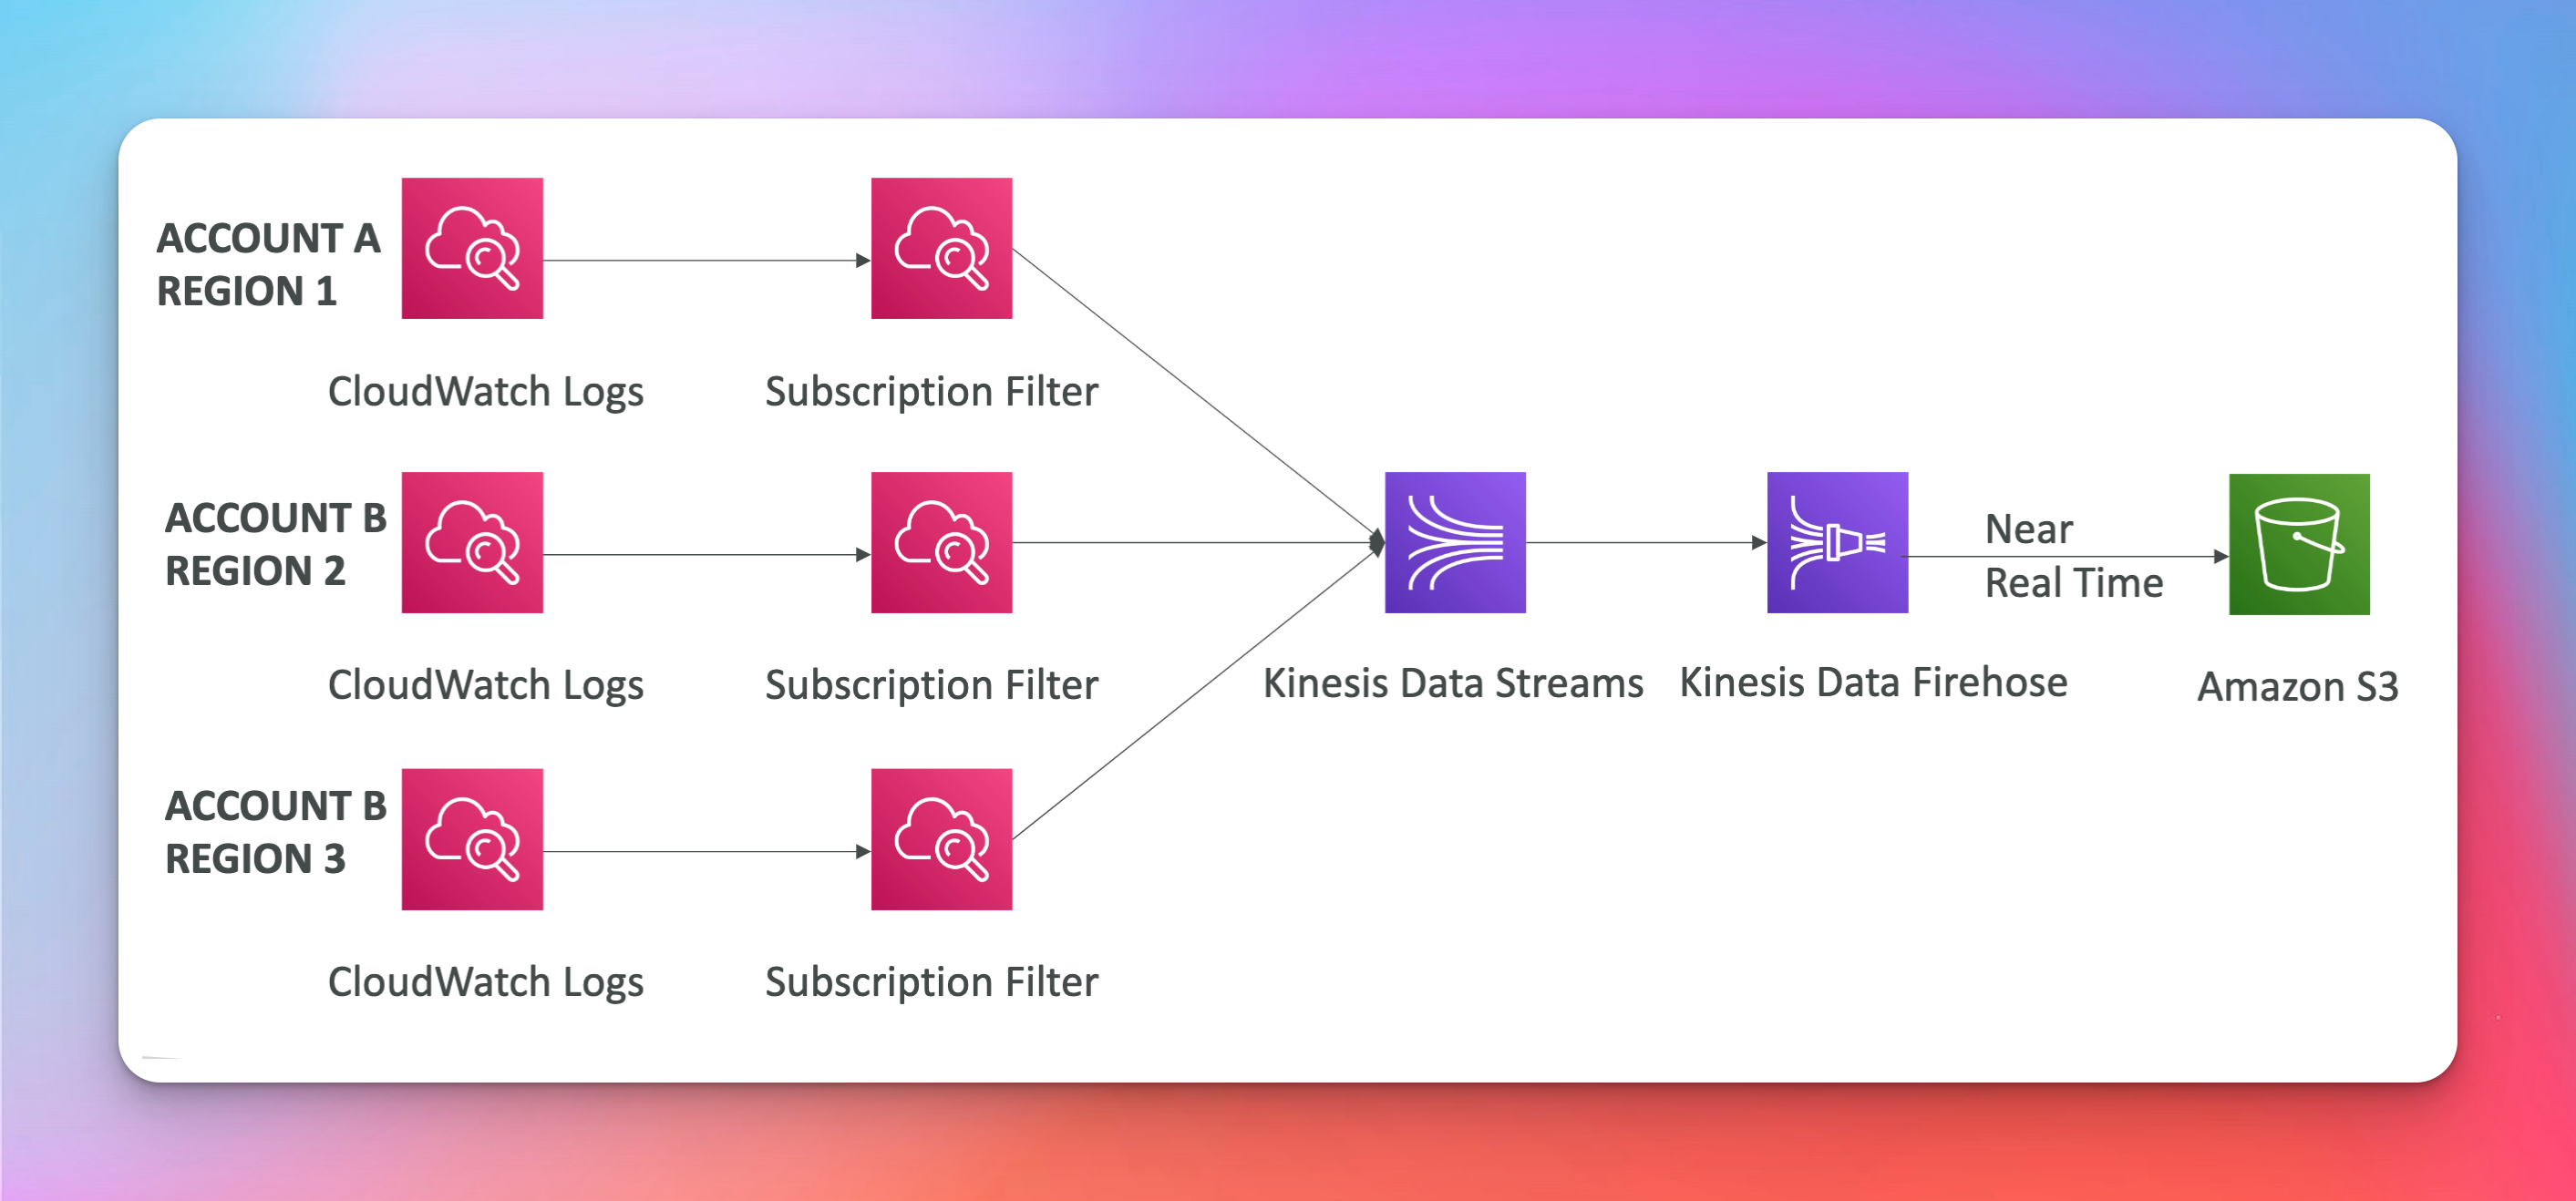 ACCOUNT A
REGION 1
CloudWatch Logs
Subscription Filter
ACCOUNT B
REGION 2
CloudWatch Logs
Subscription Filter
Kinesis Data Streams
Kinesis Data Firehose
Near
Real Time
Amazon S3
ACCOUNT B
REGION 3
CloudWatch Logs
Subscription Filter